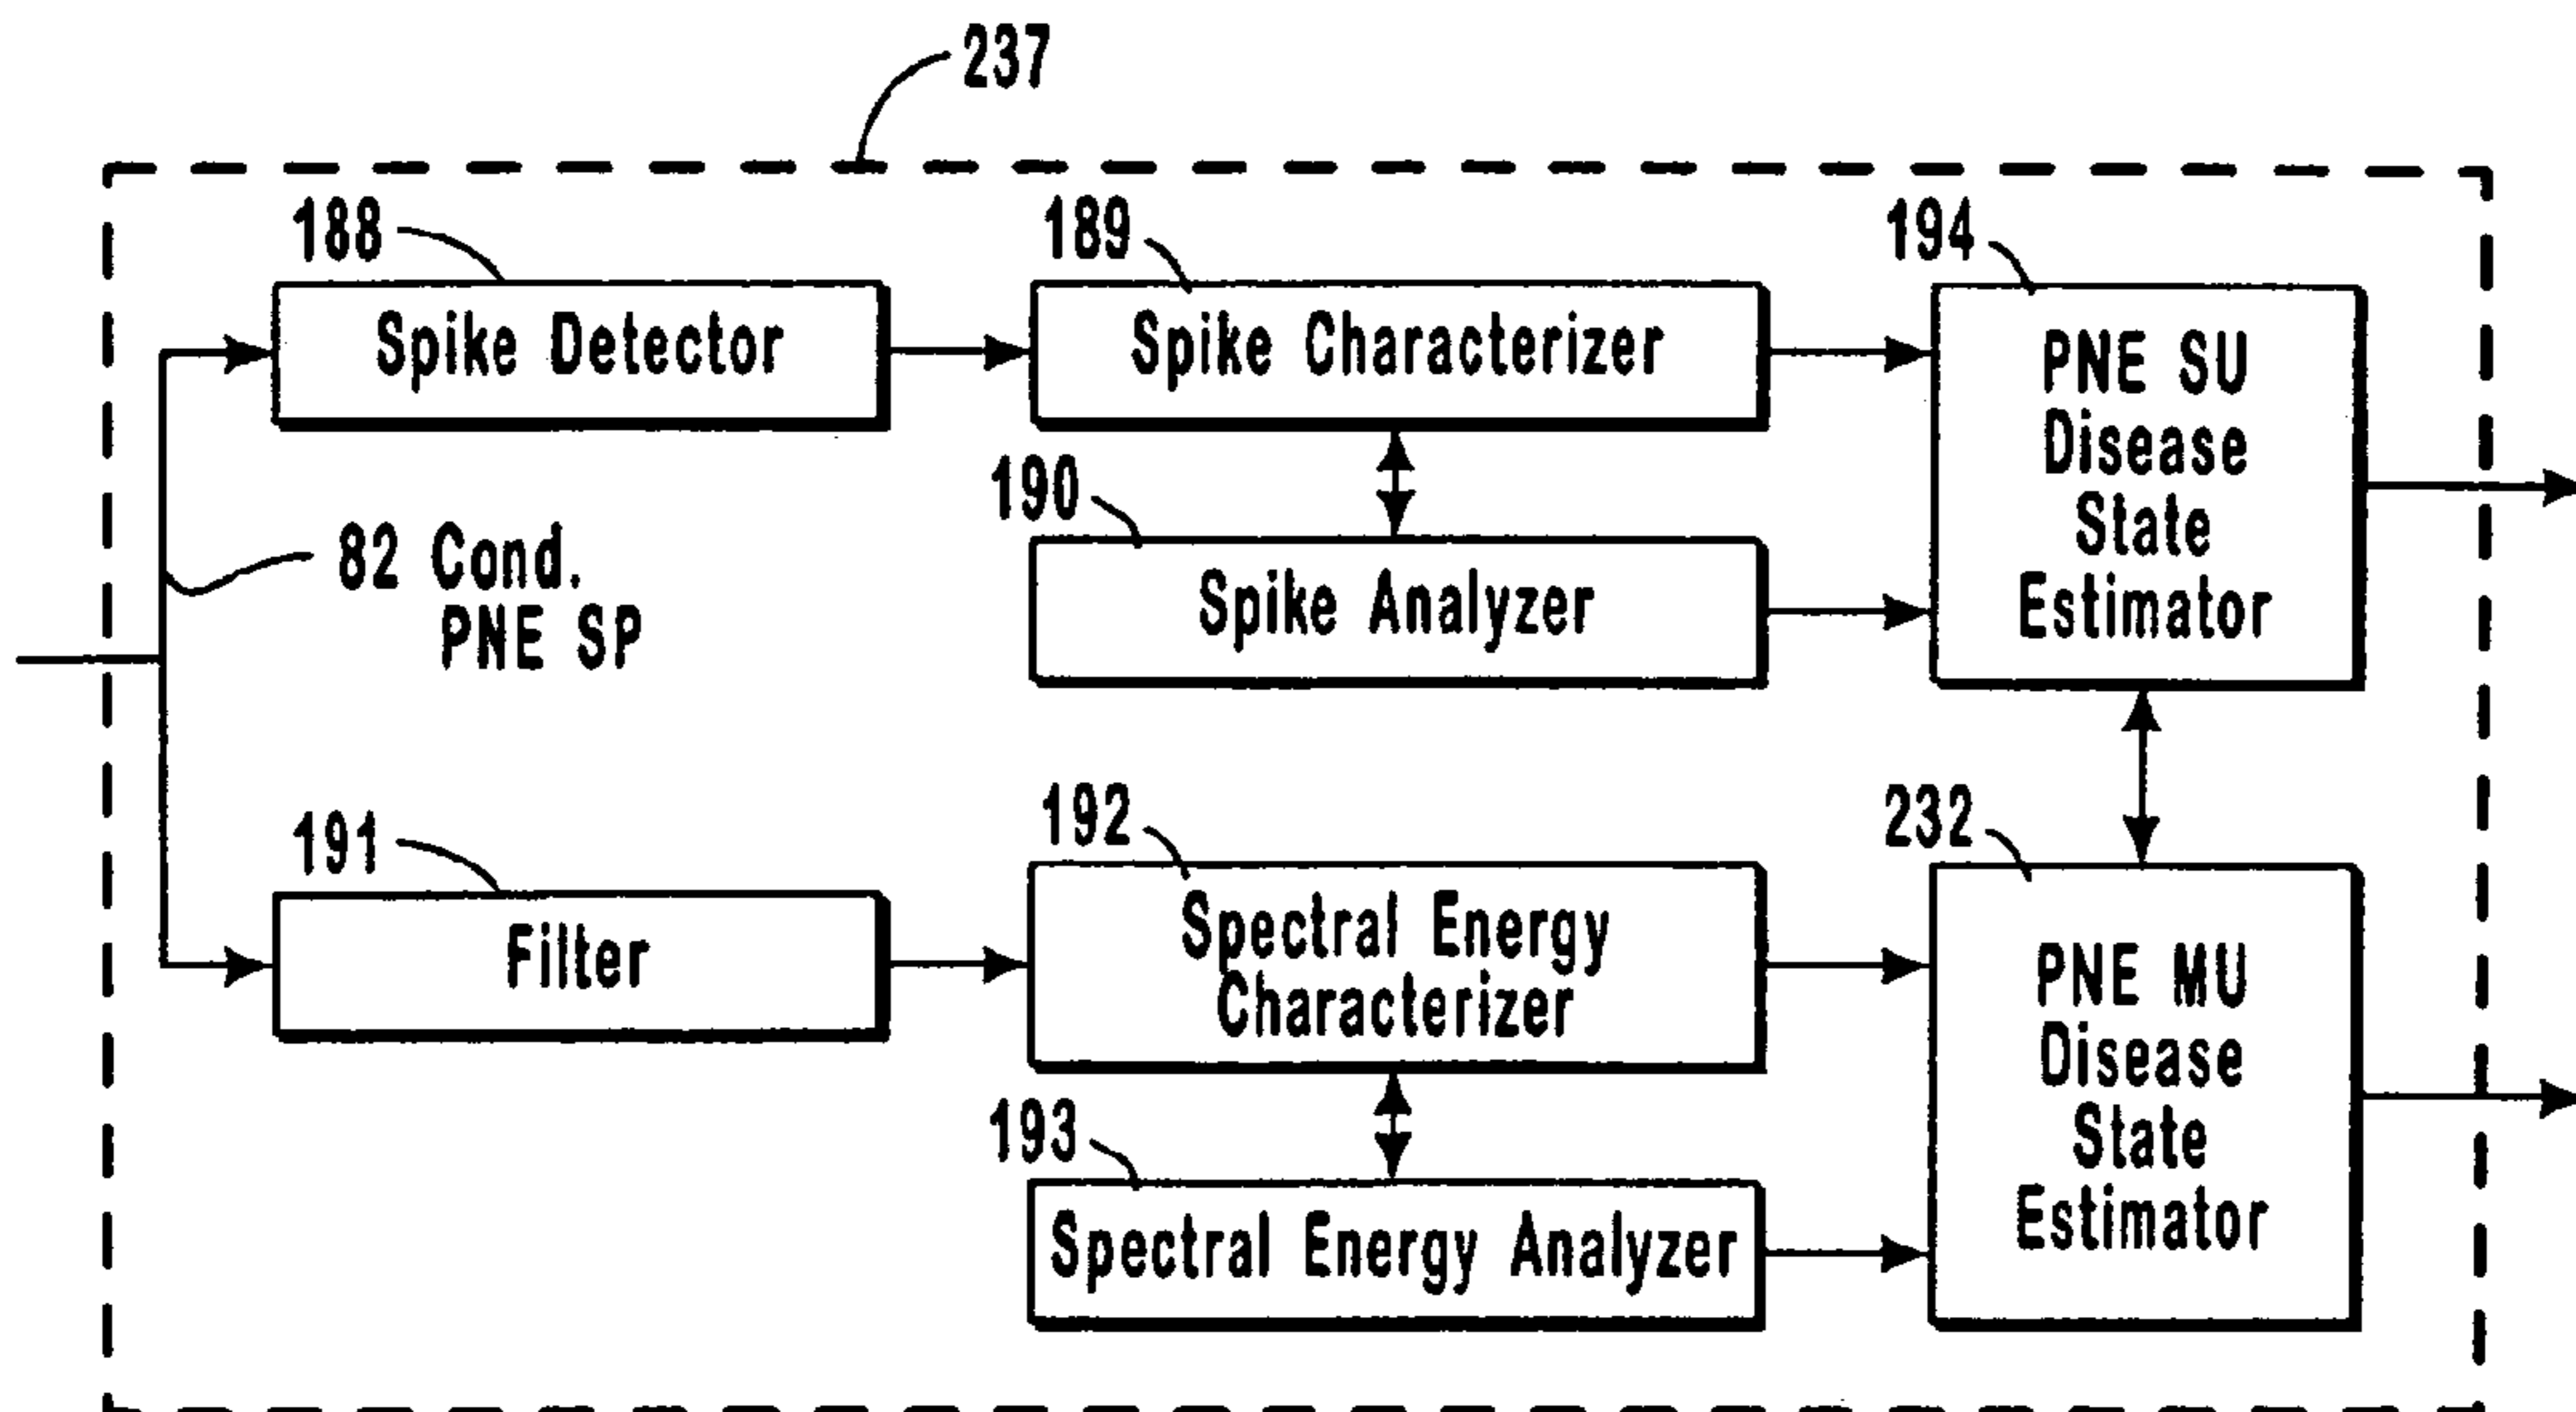 237
188
189
194
Spike Detector
Spike Characterizer
PNE SU
Disease
State
Estimator
190
Spike Analyzer
82 Cond.
PNE SP
191
192
232
Filter
Spectral Energy
Characterizer
PNE MU
Disease
State
Estimator
193
Spectral Energy Analyzer